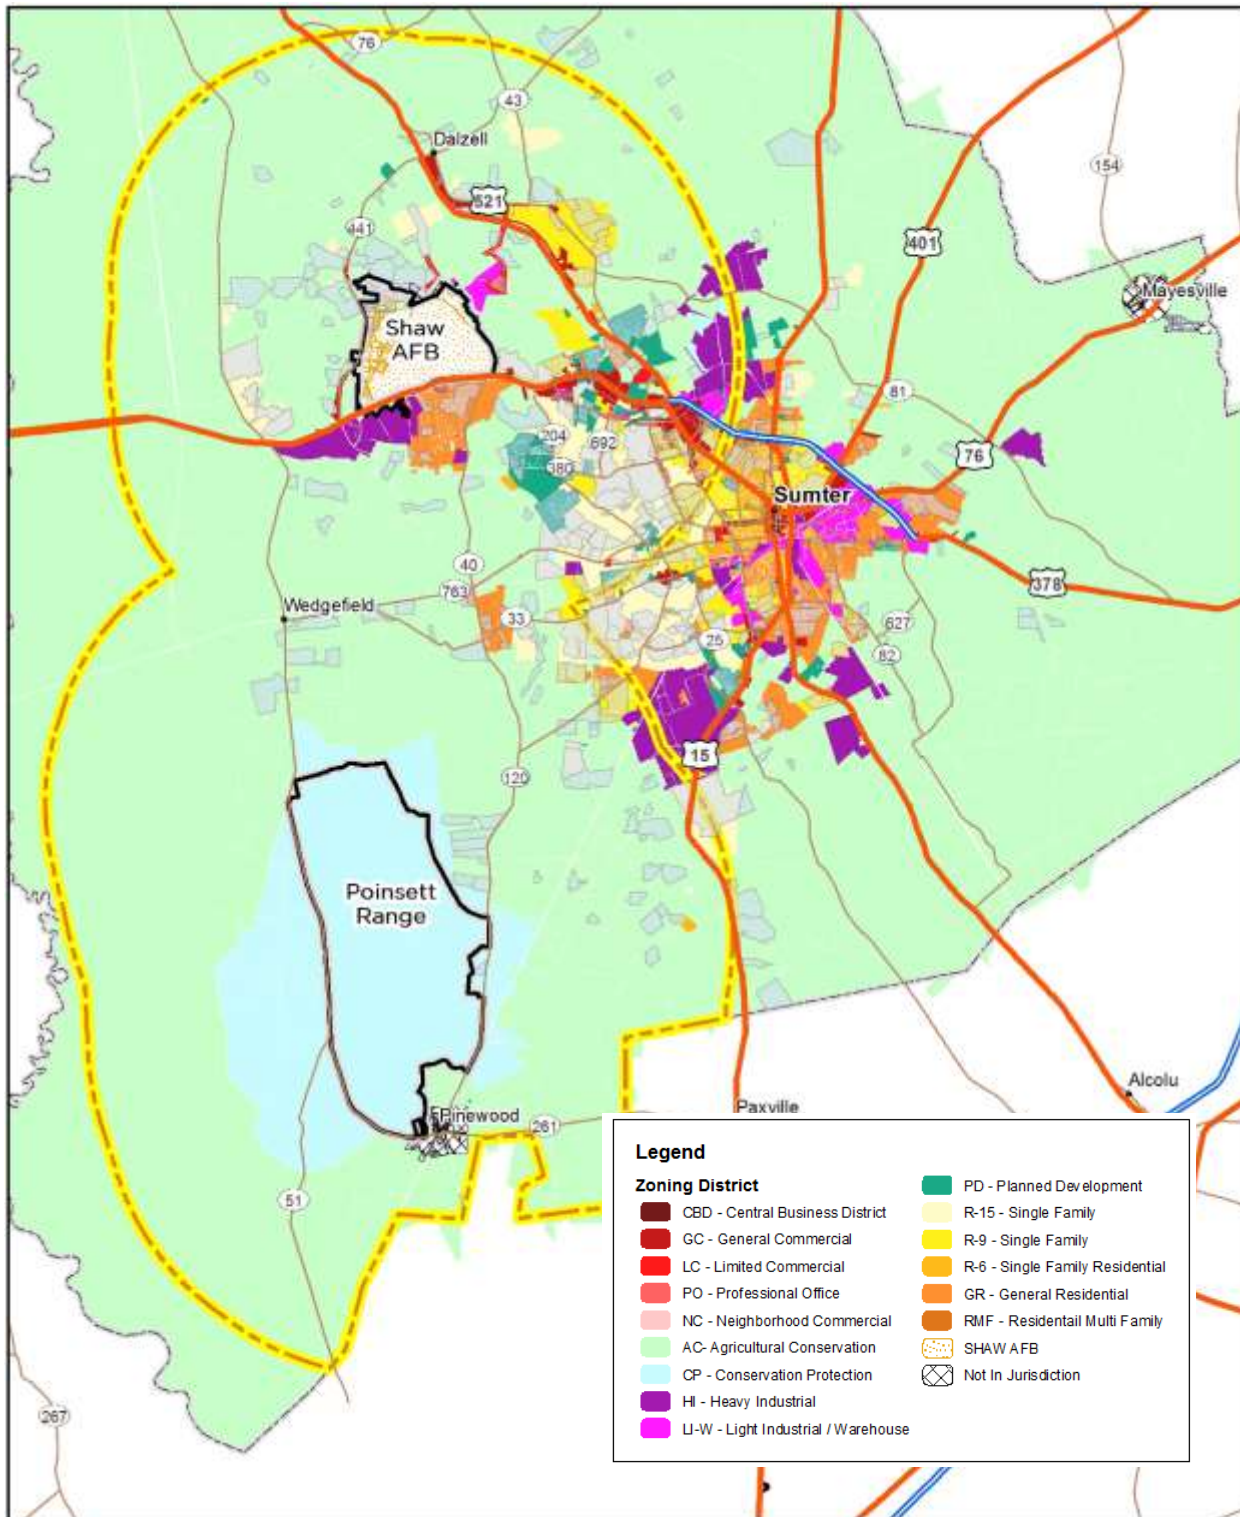 76
43
Dalzell
154
521
441
401
Mayesville
Shaw
AFB
81
204
692
76
380
Sumter
40
378
763
Wedgefield
33
627
25
82
15
120
Poinsett
Range
Alcolu
Pinewood
261
Paxville
51
267
Legend
Zoning District
CBD - Central Business District
GC - General Commercial
LC - Limited Commercial
PO - Professional Office
NC - Neighborhood Commercial
AC- Agricultural Conservation
CP - Conservation Protection
HI - Heavy Industrial
LI-W - Light Industrial / Warehouse
PD - Planned Development
R-15 - Single Family
R-9 - Single Family
R-6 - Single Family Residential
GR - General Residential
RMF - Residentail Multi Family
SHAW AFB
Not In Jurisdiction